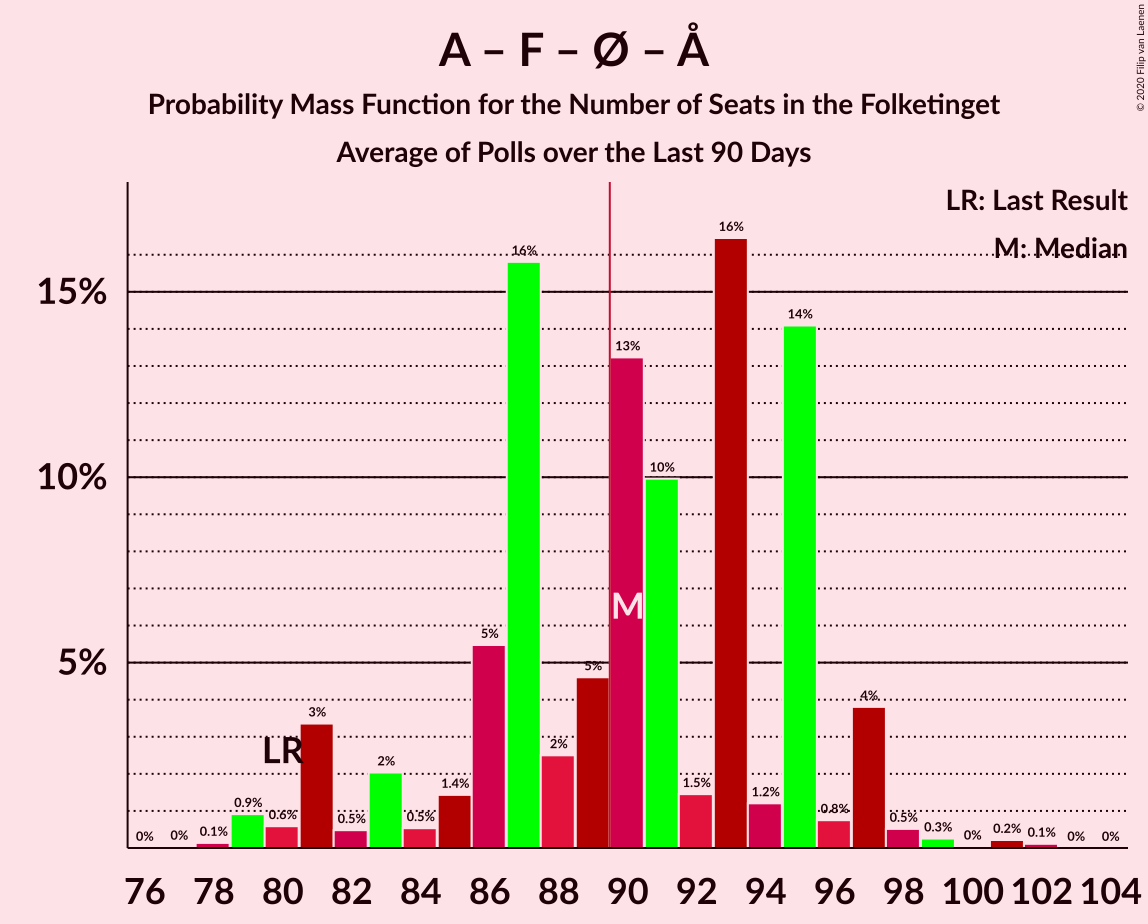 A – F – Ø – Å
Probability Mass Function for the Number of Seats in the Folketinget
Average of Polls over the Last 90 Days
© 2020 Filip van Laenen
LR: Last Result
M: Median
15%
10%
5%
0% 0% 0.1% 0.9% 0.6% 3% 0.5% 2% 0.5% 1.4% 5% 16% 2% 5% 13% 10% 1.5% 16% 1.2% 14% 0.8% 4% 0.5% 0.3% 0% 0.2% 0.1% 0% 0%
LR
M
76 78 80 82 84 86 88 90 92 94 96 98 100 102 104